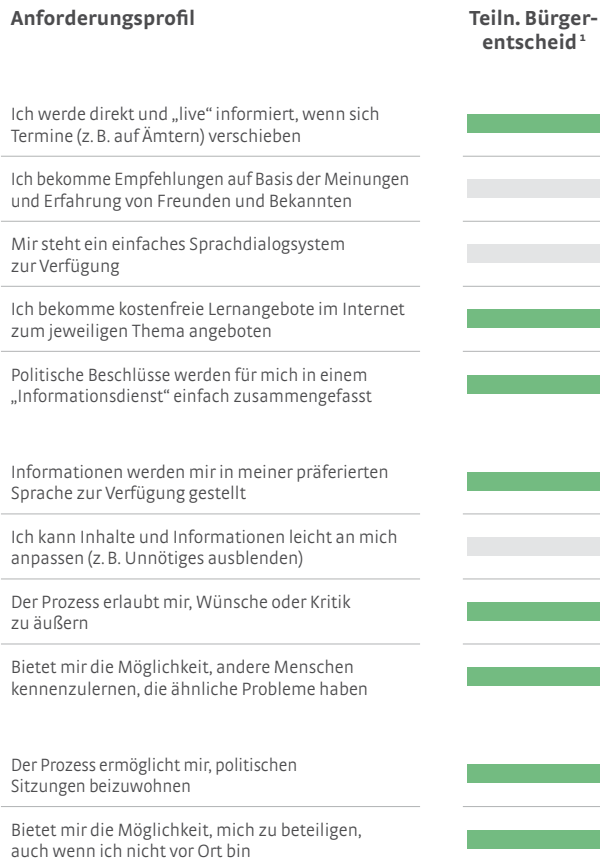 Anforderungsprofil
Teiln. Bürger-
entscheid¹
Ich werde direkt und „live“ informiert, wenn sich
Termine (z. B. auf Ämtern) verschieben
Ich bekomme Empfehlungen auf Basis der Meinungen
und Erfahrung von Freunden und Bekannten
Mir steht ein einfaches Sprachdialogsystem
zur Verfügung
Ich bekomme kostenfreie Lernangebote im Internet
zum jeweiligen Thema angeboten
Politische Beschlüsse werden für mich in einem
„Informationsdienst“ einfach zusammengefasst
Informationen werden mir in meiner präferierten
Sprache zur Verfügung gestellt
Ich kann Inhalte und Informationen leicht an mich
anpassen (z. B. Unnötiges ausblenden)
Der Prozess erlaubt mir, Wünsche oder Kritik
zu äußern
Bietet mir die Möglichkeit, andere Menschen
kennenzulernen, die ähnliche Probleme haben
Der Prozess ermöglicht mir, politischen
Sitzungen beizuwohnen
Bietet mir die Möglichkeit, mich zu beteiligen,
auch wenn ich nicht vor Ort bin